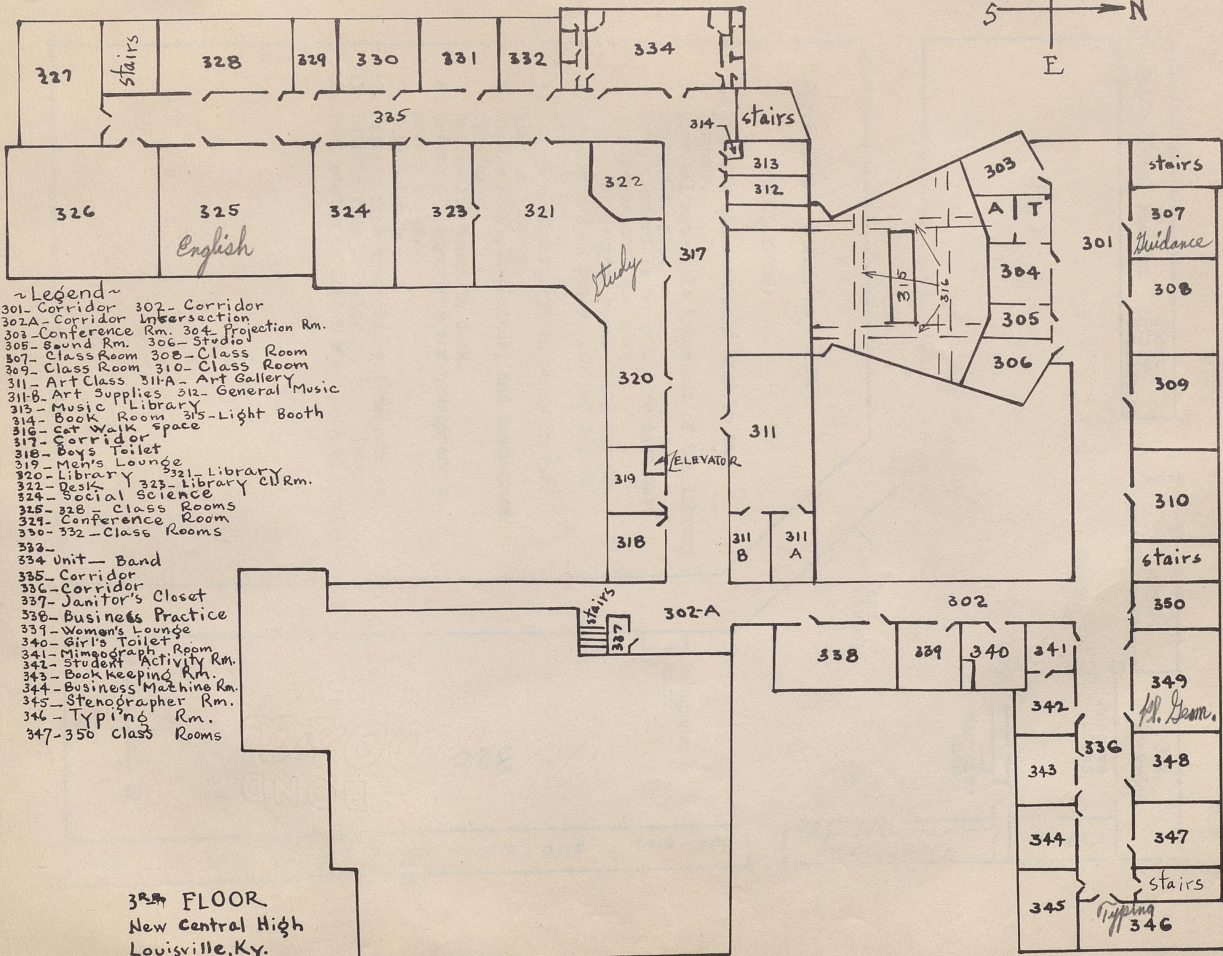 S N
E
327
stairs
328
329
330
331
332
334
335
314
stairs
313
312
303
stairs
326
325
English
324
323
321
322
Study
317
315
316
A T
304
305
306
301
307
Guidance
308
309
310
stairs
350
~Legend~
301- Corridor 302- Corridor
302A- Corridor Intersection
303- Conference Rm. 304- Projection Rm.
305- Sound Rm. 306- Studio
307- Class Room 308- Class Room
309- Class Room 310- Class Room
311- Art Class 311-A- Art Gallery
311-B- Art Supplies 312- General Music
313- Music Library
314- Book Room 315- Light Booth
316- Cat Walk Space
317- Corridor
318- Boys Toilet
319- Men's Lounge
320- Library 321- Library
322- Desk 323- Library Cl. Rm.
324- Social Science
325- 328- Class Rooms
329- Conference Room
330- 332- Class Rooms
333-
334 Unit- Band
335- Corridor
336- Corridor
337- Janitor's Closet
338- Business Practice
339- Women's Lounge
340- Girl's Toilet
341- Mimeograph Room
342- Student Activity Rm.
343- Bookkeeping Rm.
344- Business Machine Rm.
345- Stenographer Rm.
346- Typing Rm.
347-350 Class Rooms
320
319
ELEVATOR
318
311
311 B
311 A
stairs
337
302-A
302
338
339
340
341
342
343
344
345
336
349
Pl. Geom.
348
347
stairs
Typing
346
3RD FLOOR
New Central High
Louisville, Ky.